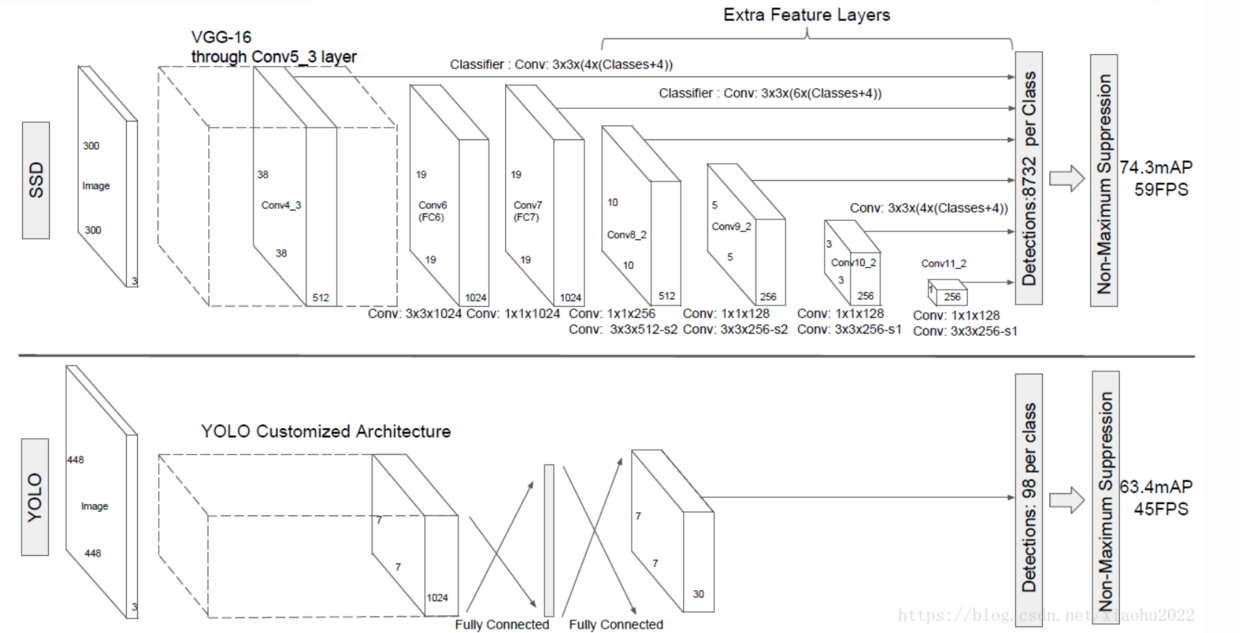 Extra Feature Layers
VGG-16
through Conv5_3 layer
Classifier : Conv: 3x3x(4x(Classes+4))
Classifier : Conv: 3x3x(6x(Classes+4))
Conv: 3x3x(4x(Classes+4))
SSD
300
Image
300
3
38
Conv4_3
38
512
19
Conv6
(FC6)
19
1024
19
Conv7
(FC7)
19
1024
10
Conv8_2
10
512
5
Conv9_2
5
256
3
Conv10_2
3
256
Conv11_2
1
256
Conv: 3x3x1024
Conv: 1x1x1024
Conv: 1x1x256
Conv: 3x3x512-s2
Conv: 1x1x128
Conv: 3x3x256-s2
Conv: 1x1x128
Conv: 3x3x256-s1
Conv: 1x1x128
Conv: 3x3x256-s1
Detections:8732 per Class
Non-Maximum Suppression
74.3mAP
59FPS
YOLO
448
Image
448
3
YOLO Customized Architecture
7
7
1024
Fully Connected
Fully Connected
7
7
30
Detections: 98 per class
Non-Maximum Suppression
63.4mAP
45FPS
https://blog.csdn.net/xiaohu2022